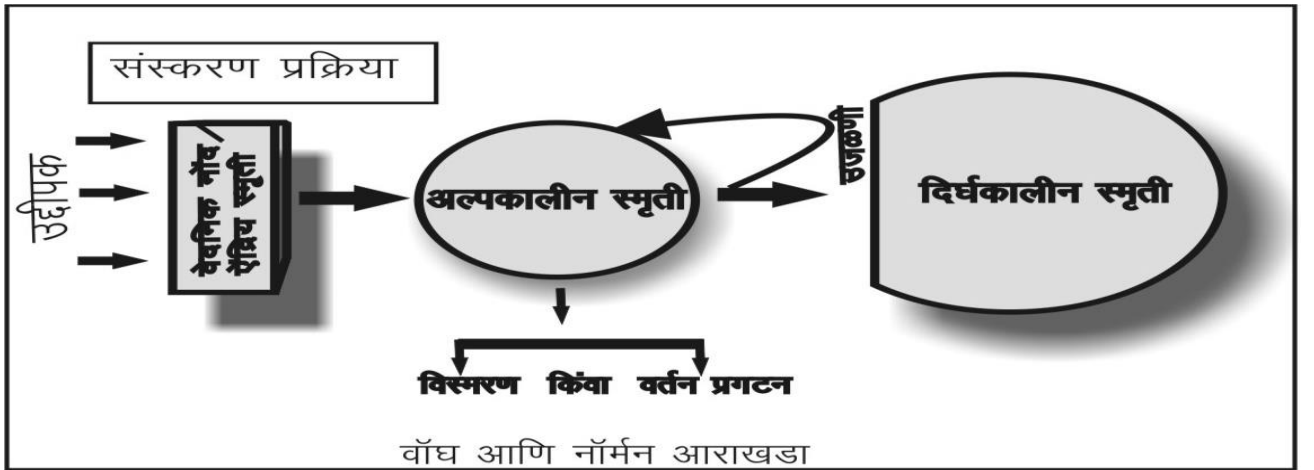 संस्करण प्रक्रिया
उद्दीपक
वेदनिक नोंद/
ऐंद्रिय स्मृती
अल्पकालीन स्मृती
उजळणी
दिर्घकालीन स्मृती
विस्मरण किंवा वर्तन प्रगटन
वॉघ आणि नॉर्मन आराखडा